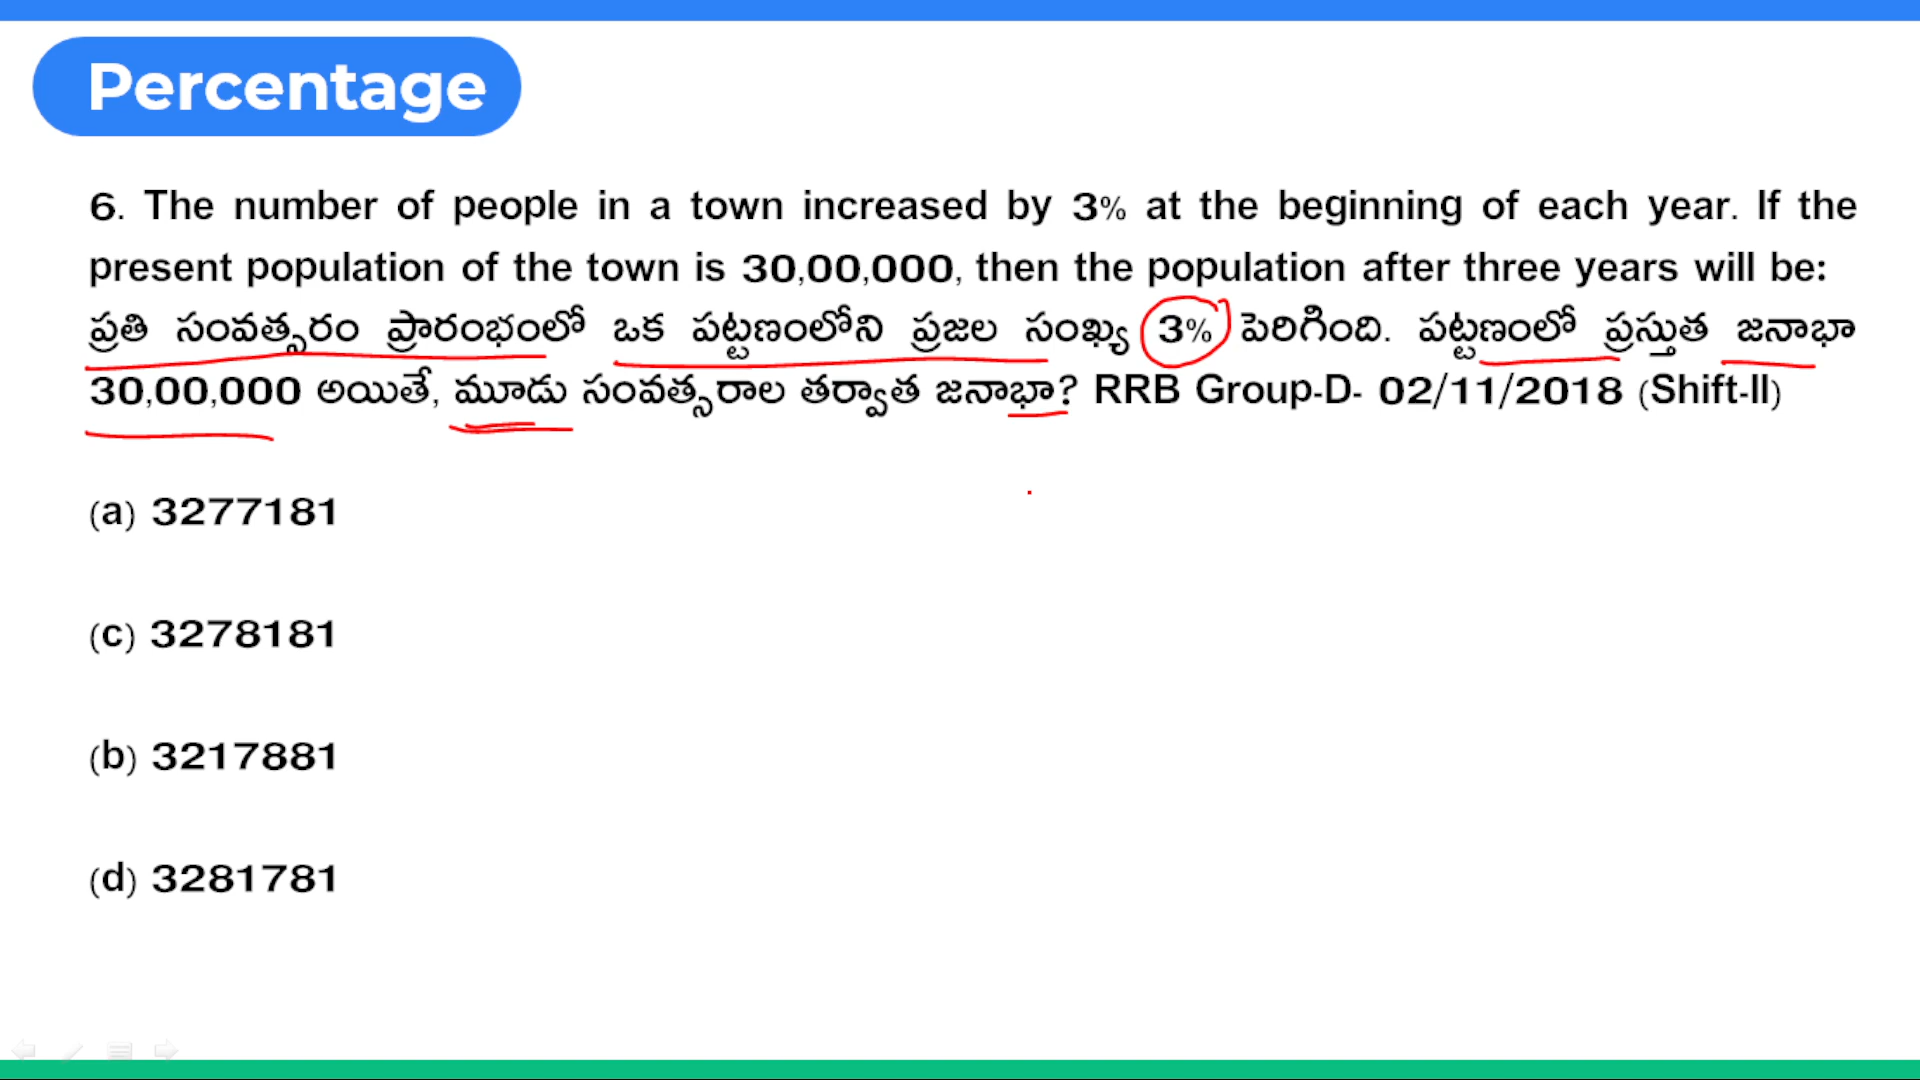 Percentage
6. The number of people in a town increased by 3% at the beginning of each year. If the
present population of the town is 30,00,000, then the population after three years will be:
ప్రతి సంవత్సరం ప్రారంభంలో ఒక పట్టణంలోని ప్రజల సంఖ్య 3% పెరిగింది. పట్టణంలో ప్రస్తుత జనాభా
30,00,000 అయితే, మూడు సంవత్సరాల తర్వాత జనాభా? RRB Group-D- 02/11/2018 (Shift-II)
(a) 3277181
(c) 3278181
(b) 3217881
(d) 3281781